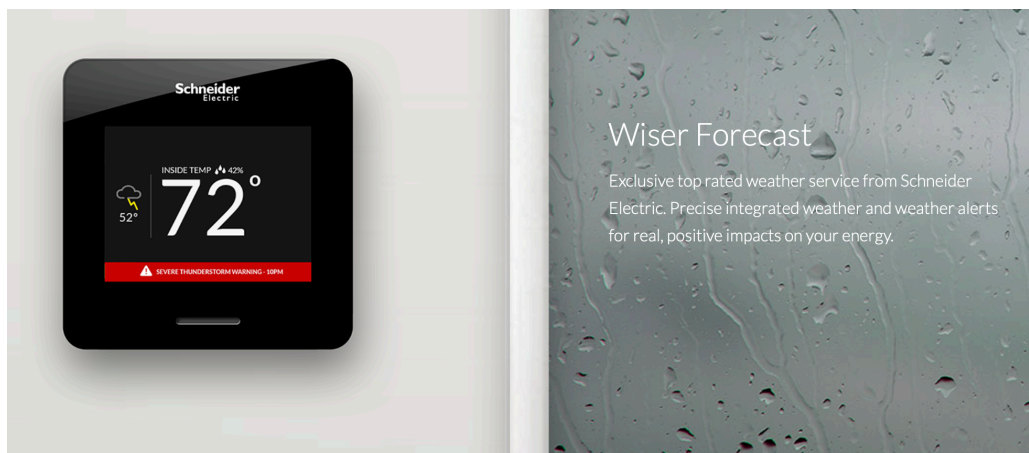 Schneider
Electric
INSIDE TEMP 42%
72°
52°
SEVERE THUNDERSTORM WARNING - 10PM
Wiser Forecast
Exclusive top rated weather service from Schneider
Electric. Precise integrated weather and weather alerts
for real, positive impacts on your energy.